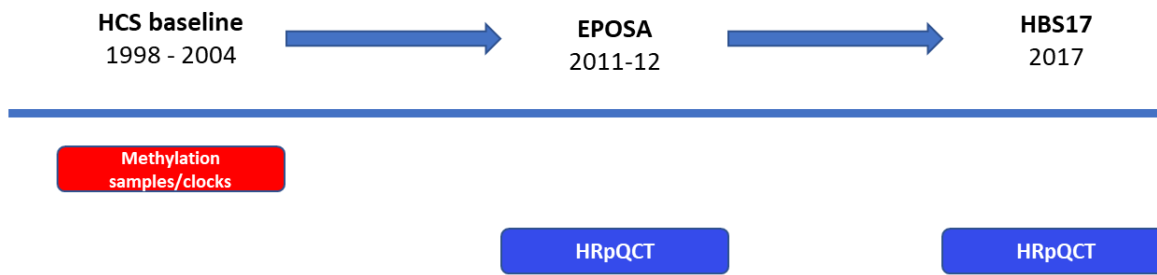 HCS baseline
1998 - 2004
EPOSA
2011-12
HBS17
2017
Methylation
samples/clocks
HRpQCT
HRpQCT